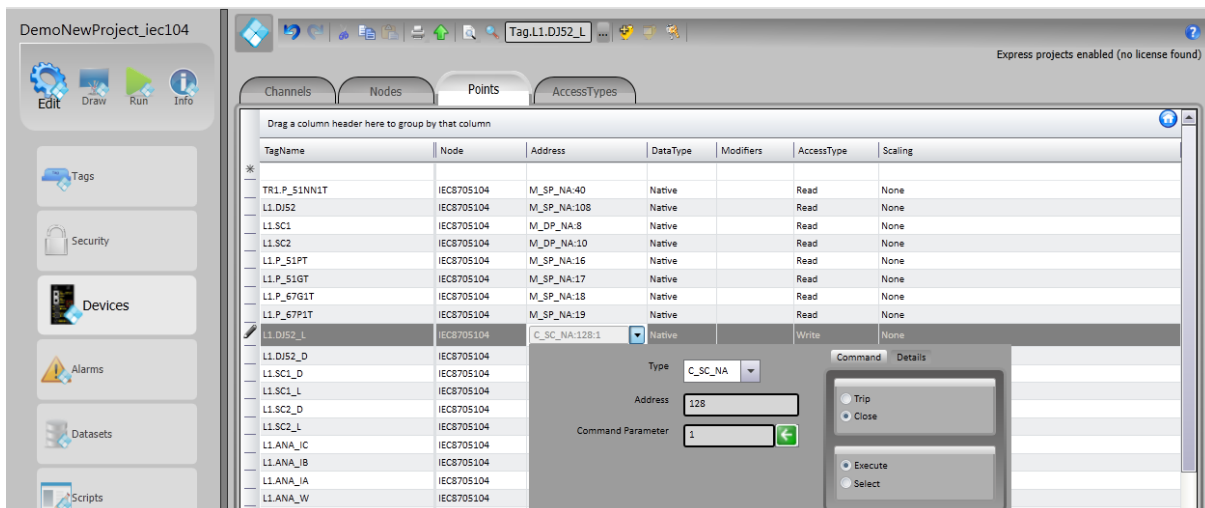 DemoNewProject_iec104
Edit Draw Run Info
Tags
Security
Devices
Alarms
Datasets
Scripts
Tag.L1.DJ52_L ...
Express projects enabled (no license found)
Channels Nodes Points AccessTypes
Drag a column header here to group by that column
TagName Node Address DataType Modifiers AccessType Scaling
TR1.P_51NN1T IEC8705104 M_SP_NA:40 Native Read None
L1.DJ52 IEC8705104 M_SP_NA:108 Native Read None
L1.SC1 IEC8705104 M_DP_NA:8 Native Read None
L1.SC2 IEC8705104 M_DP_NA:10 Native Read None
L1.P_51PT IEC8705104 M_SP_NA:16 Native Read None
L1.P_51GT IEC8705104 M_SP_NA:17 Native Read None
L1.P_67G1T IEC8705104 M_SP_NA:18 Native Read None
L1.P_67P1T IEC8705104 M_SP_NA:19 Native Read None
L1.DJ52_L IEC8705104 C_SC_NA:128:1 Native Write None
L1.DJ52_D IEC8705104
L1.SC1_D IEC8705104
L1.SC1_L IEC8705104
L1.SC2_D IEC8705104
L1.SC2_L IEC8705104
L1.ANA_IC IEC8705104
L1.ANA_IB IEC8705104
L1.ANA_IA IEC8705104
L1.ANA_W IEC8705104
Type C_SC_NA
Address 128
Command Parameter 1
Command Details
Trip
Close
Execute
Select